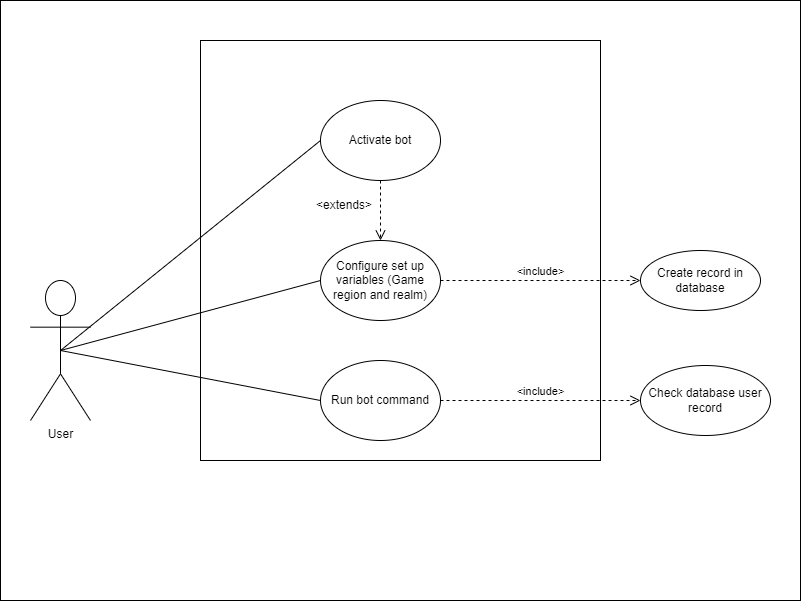 Activate bot
<extends>
Configure set up
variables (Game
region and realm)
<include>
Create record in
database
Run bot command
<include>
Check database user
record
User